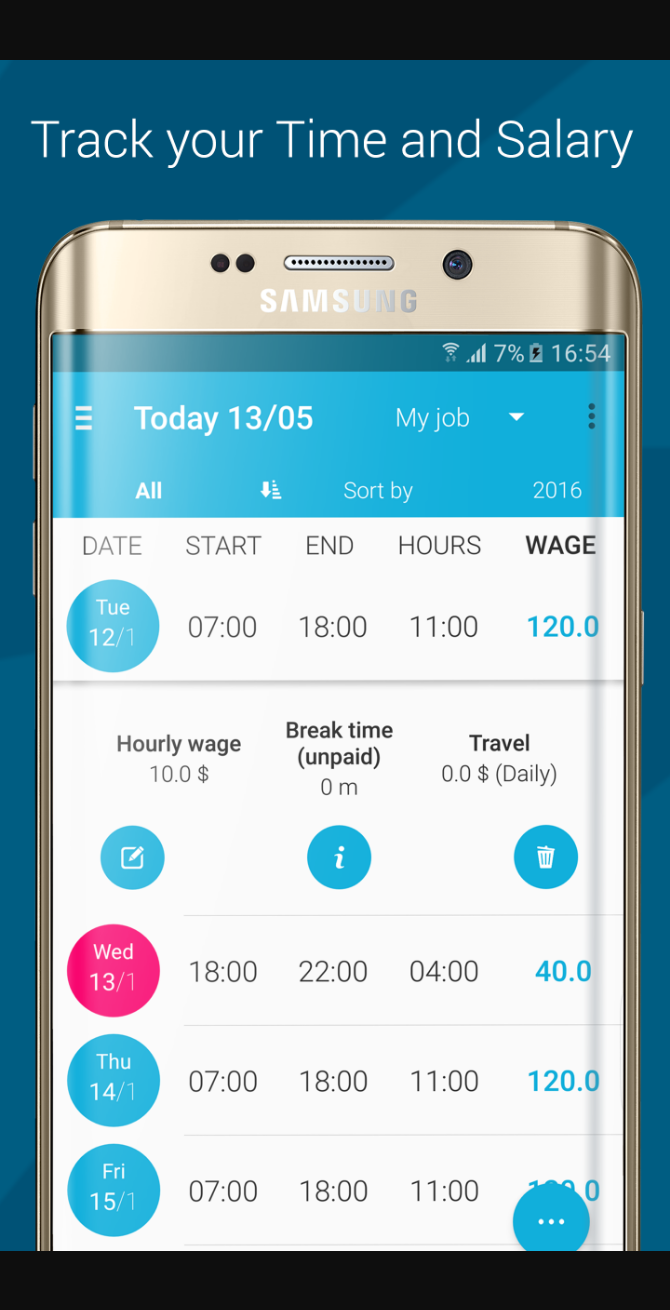 Track your Time and Salary
SAMSUNG
7% 16:54
Today 13/05 My job
All Sort by 2016
DATE START END HOURS WAGE
Tue
12/1 07:00 18:00 11:00 120.0
Hourly wage
10.0 $
Break time
(unpaid)
0 m
Travel
0.0 $ (Daily)
i
Wed
13/1 18:00 22:00 04:00 40.0
Thu
14/1 07:00 18:00 11:00 120.0
Fri
15/1 07:00 18:00 11:00